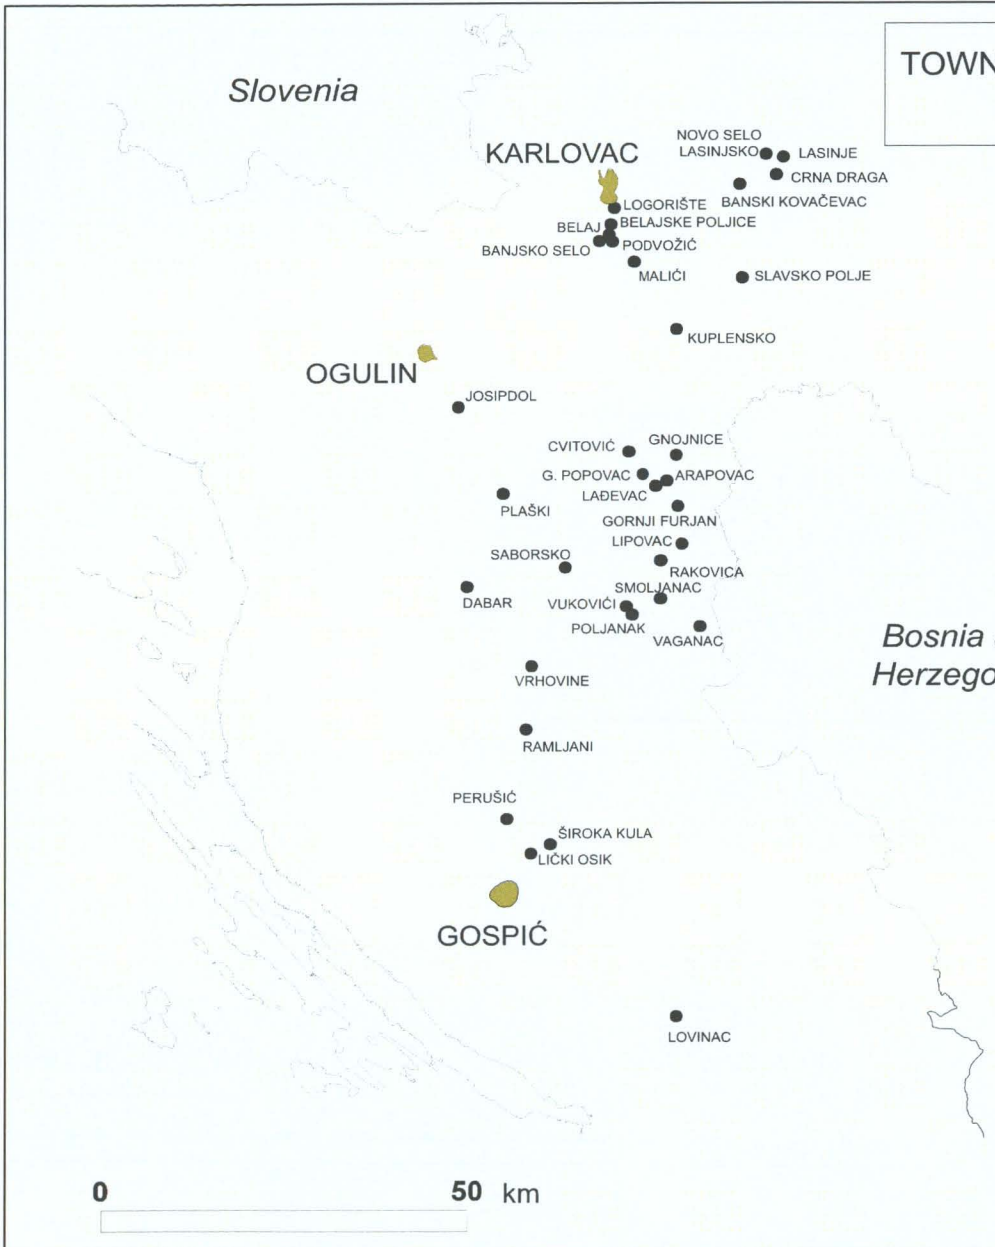 TOWN
Slovenia
NOVO SELO
LASINJSKO
LASINJE
KARLOVAC
CRNA DRAGA
BANSKI KOVAČEVAC
LOGORIŠTE
BELAJSKE POLJICE
BELAJ
BANJSKO SELO
PODVOŽIĆ
MALIĆI
SLAVSKO POLJE
KUPLENSKO
OGULIN
JOSIPDOL
CVITOVIĆ
GNOJNICE
G. POPOVAC
ARAPOVAC
LAĐEVAC
PLAŠKI
GORNJI FURJAN
LIPOVAC
SABORSKO
RAKOVICA
SMOLJANAC
DABAR
VUKOVIĆI
POLJANAK
VAGANAC
Bosnia
Herzego
VRHOVINE
RAMLJANI
PERUŠIĆ
ŠIROKA KULA
LIČKI OSIK
GOSPIĆ
LOVINAC
0 50 km